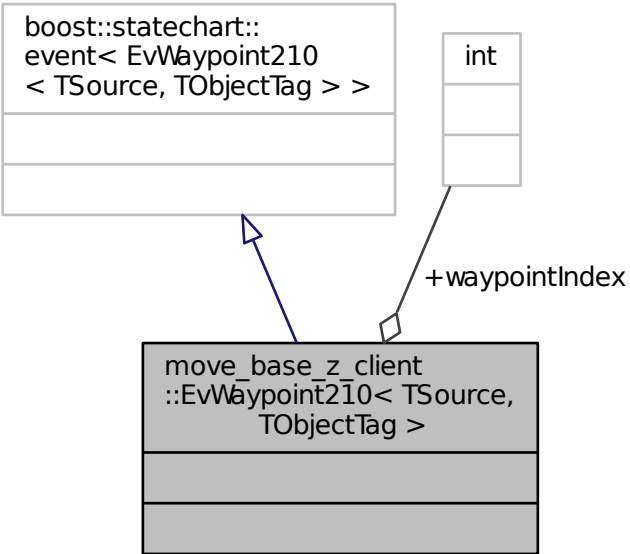 boost::statechart::
event< EvWaypoint210
< TSource, TObjectTag > >
int
+waypointIndex
move_base_z_client
::EvWaypoint210< TSource,
TObjectTag >